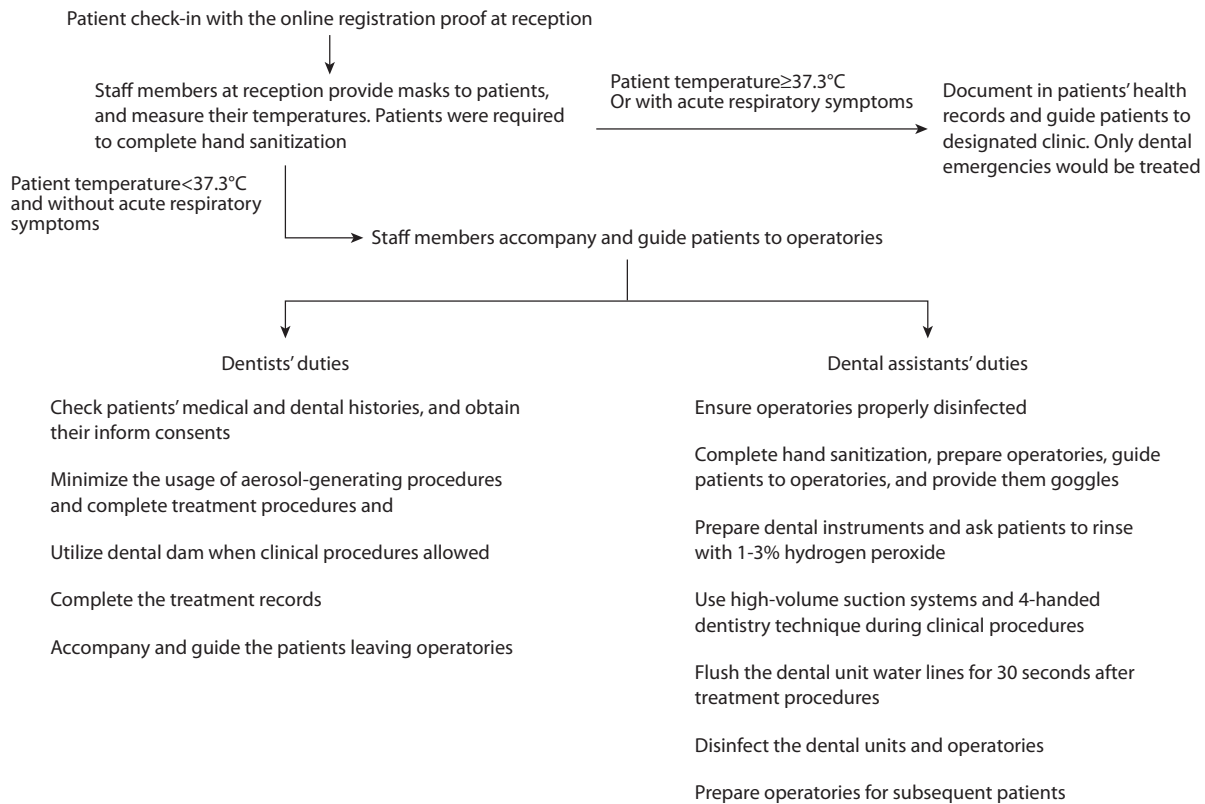 Patient check-in with the online registration proof at reception
Staff members at reception provide masks to patients,
and measure their temperatures. Patients were required
to complete hand sanitization
Patient temperature≥37.3°C
Or with acute respiratory symptoms
Document in patients’ health
records and guide patients to
designated clinic. Only dental
emergencies would be treated
Patient temperature<37.3°C
and without acute respiratory
symptoms
Staff members accompany and guide patients to operatories
Dentists’ duties
Check patients’ medical and dental histories, and obtain
their inform consents
Minimize the usage of aerosol-generating procedures
and complete treatment procedures and
Utilize dental dam when clinical procedures allowed
Complete the treatment records
Accompany and guide the patients leaving operatories
Dental assistants’ duties
Ensure operatories properly disinfected
Complete hand sanitization, prepare operatories, guide
patients to operatories, and provide them goggles
Prepare dental instruments and ask patients to rinse
with 1-3% hydrogen peroxide
Use high-volume suction systems and 4-handed
dentistry technique during clinical procedures
Flush the dental unit water lines for 30 seconds after
treatment procedures
Disinfect the dental units and operatories
Prepare operatories for subsequent patients